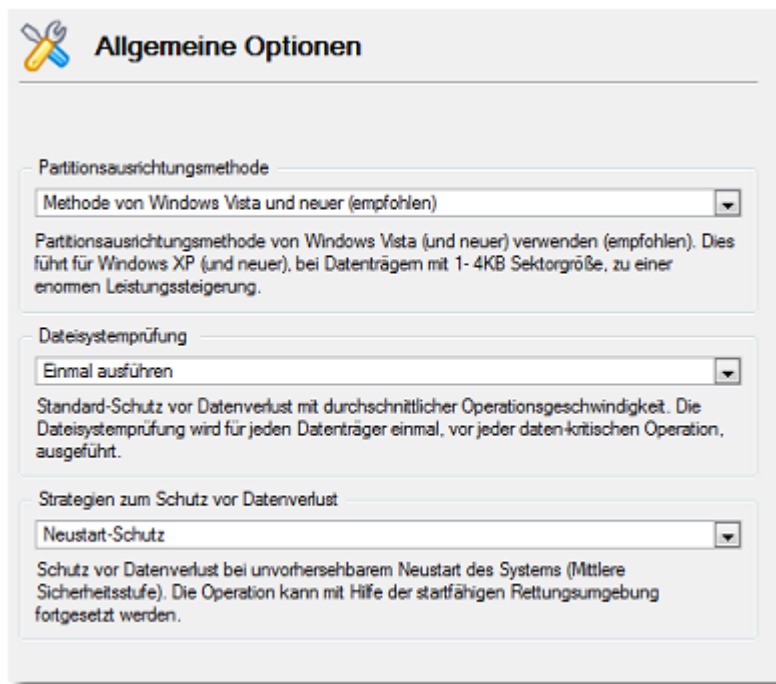 Allgemeine Optionen
Partitionsausrichtungsmethode
Methode von Windows Vista und neuer (empfohlen)
Partitionsausrichtungsmethode von Windows Vista (und neuer) verwenden (empfohlen). Dies
führt für Windows XP (und neuer), bei Datenträgern mit 1- 4KB Sektorgröße, zu einer
enormen Leistungssteigerung.
Dateisystemprüfung
Einmal ausführen
Standard-Schutz vor Datenverlust mit durchschnittlicher Operationsgeschwindigkeit. Die
Dateisystemprüfung wird für jeden Datenträger einmal, vor jeder daten-kritischen Operation,
ausgeführt.
Strategien zum Schutz vor Datenverlust
Neustart-Schutz
Schutz vor Datenverlust bei unvorhersehbarem Neustart des Systems (Mittlere
Sicherheitsstufe). Die Operation kann mit Hilfe der startfähigen Rettungsumgebung
fortgesetzt werden.